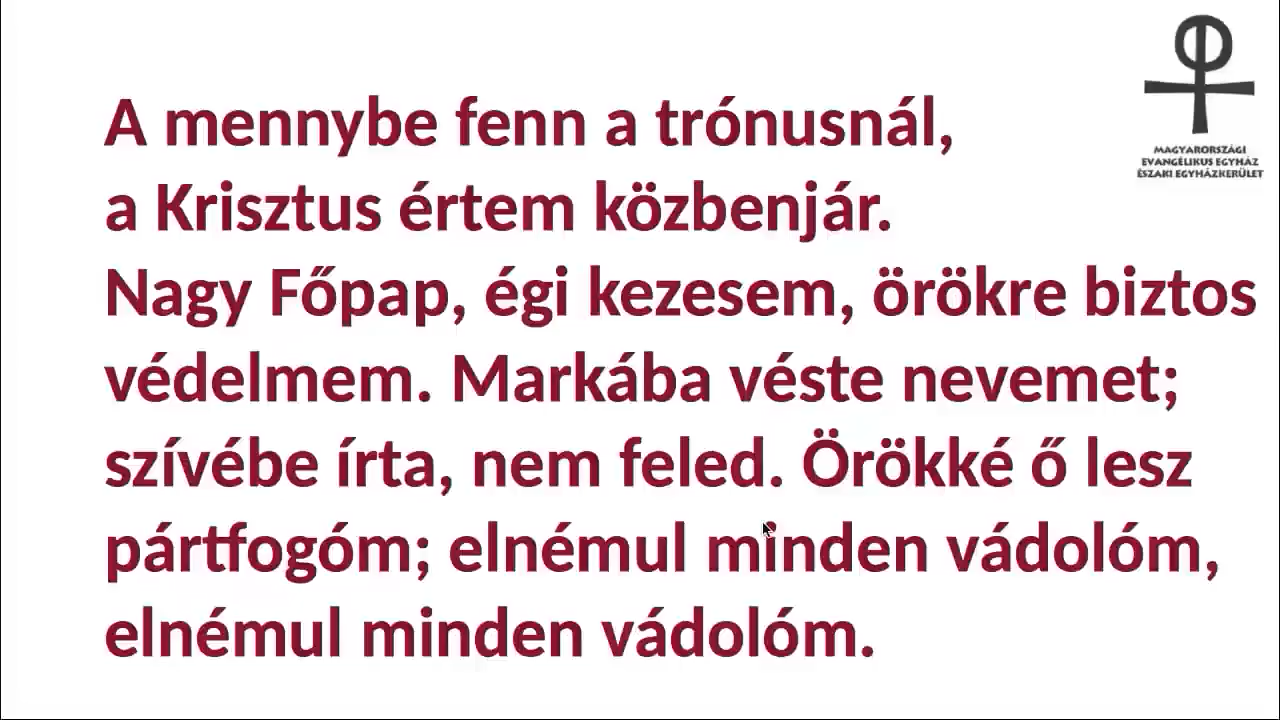 A mennybe fenn a trónusnál,
a Krisztus értem közbenjár.
Nagy Főpap, égi kezesem, örökre biztos
védelmem. Markába véste nevemet;
szívébe írta, nem feled. Örökké ő lesz
pártfogóm; elnémul minden vádolóm,
elnémul minden vádolóm.
MAGYARORSZÁGI
EVANGÉLIKUS EGYHÁZ
ÉSZAKI EGYHÁZKERÜLET